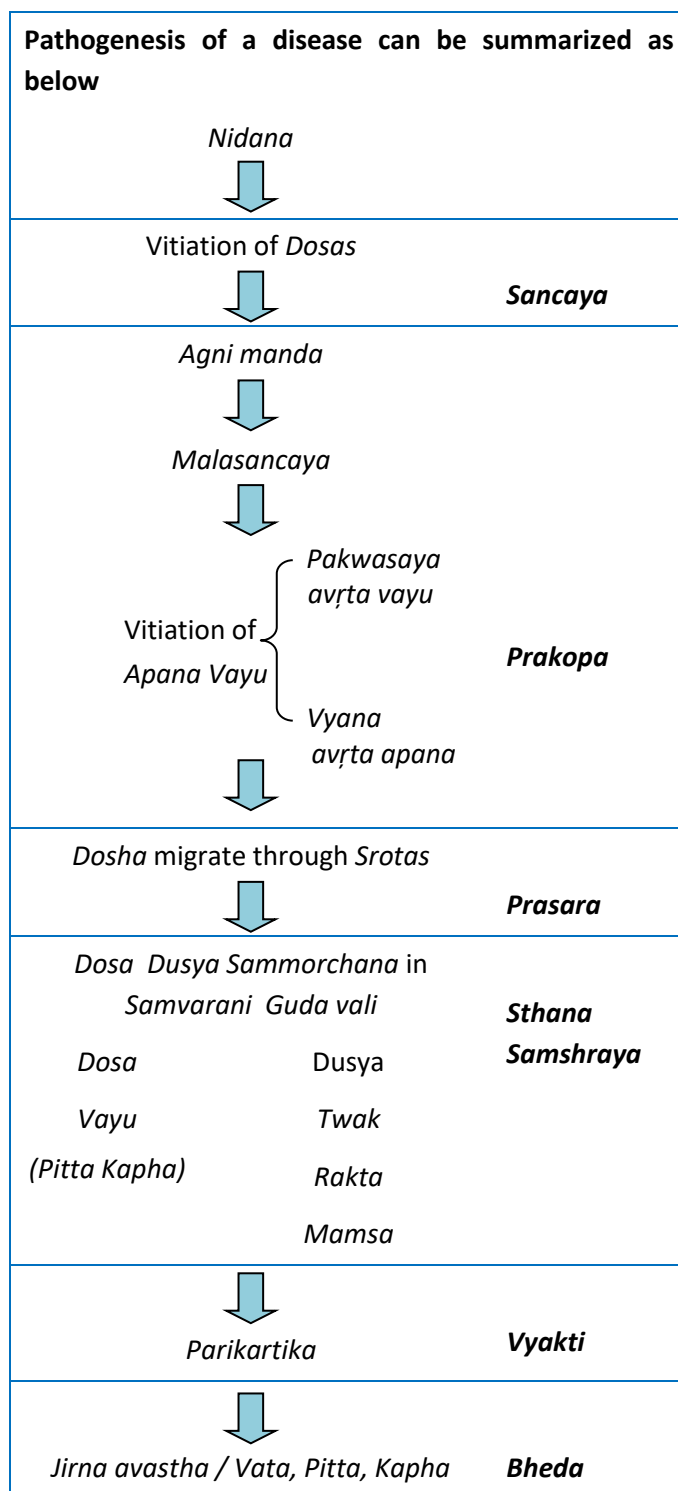 Pathogenesis of a disease can be summarized as
below
Nidana
Vitiation of Dosas
Sancaya
Agni manda
Malasancaya
Pakwasaya
avṛta vayu
Vitiation of
Apana Vayu
Prakopa
Vyana
avṛta apana
Dosha migrate through Srotas
Prasara
Dosa Dusya Sammorchana in
Samvarani Guda vali
Sthana
Samshraya
Dosa Dusya
Vayu Twak
(Pitta Kapha) Rakta
Mamsa
Parikartika Vyakti
Jirna avastha / Vata, Pitta, Kapha Bheda